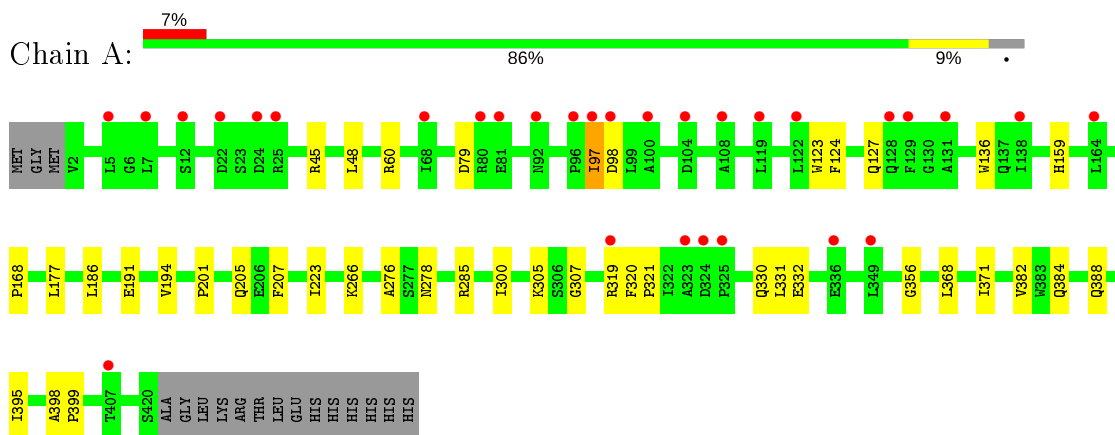 7%
Chain A:
86% 9% •
MET GLY MET V2 L5 G6 L7 S12 D22 S23 D24 R25 R45 L48 R60 I68 D79 R80 E81 N92 P96 I97 D98 L99 A100 D104 A108 L119 L122 W123 F124 Q127 Q128 F129 G130 A131 W136 Q137 I138 H159 L164
P168 L177 L186 E191 V194 P201 Q205 E206 F207 I223 K266 A276 S277 N278 R285 I300 K305 S306 G307 R319 F320 P321 I322 A323 D324 P325 Q330 L331 E332 E336 L349 G356 L368 I371 V382 W383 Q384 Q388
I395 A398 P399 T407 S420 ALA GLY LEU LYS ARG THR LEU GLU HIS HIS HIS HIS HIS HIS